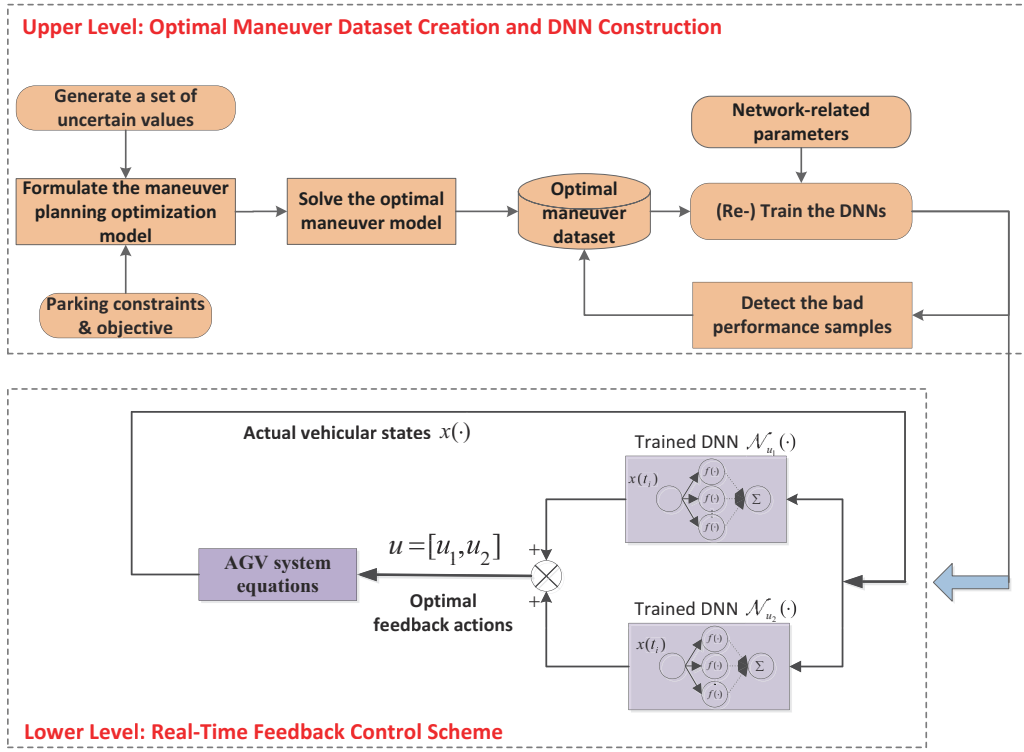 Upper Level: Optimal Maneuver Dataset Creation and DNN Construction
Generate a set of
uncertain values
Network-related
parameters
Formulate the maneuver
planning optimization
model
Solve the optimal
maneuver model
Optimal
maneuver
dataset
(Re-) Train the DNNs
Parking constraints
& objective
Detect the bad
performance samples
Actual vehicular states x(·)
Trained DNN 𝒩u₁(·)
x(tᵢ)
f(·)
f(·)
f(·)
Σ
u=[u₁,u₂]
+
+
AGV system
equations
Optimal
feedback actions
Trained DNN 𝒩u₂(·)
x(tᵢ)
f(·)
f(·)
f(·)
Σ
Lower Level: Real-Time Feedback Control Scheme